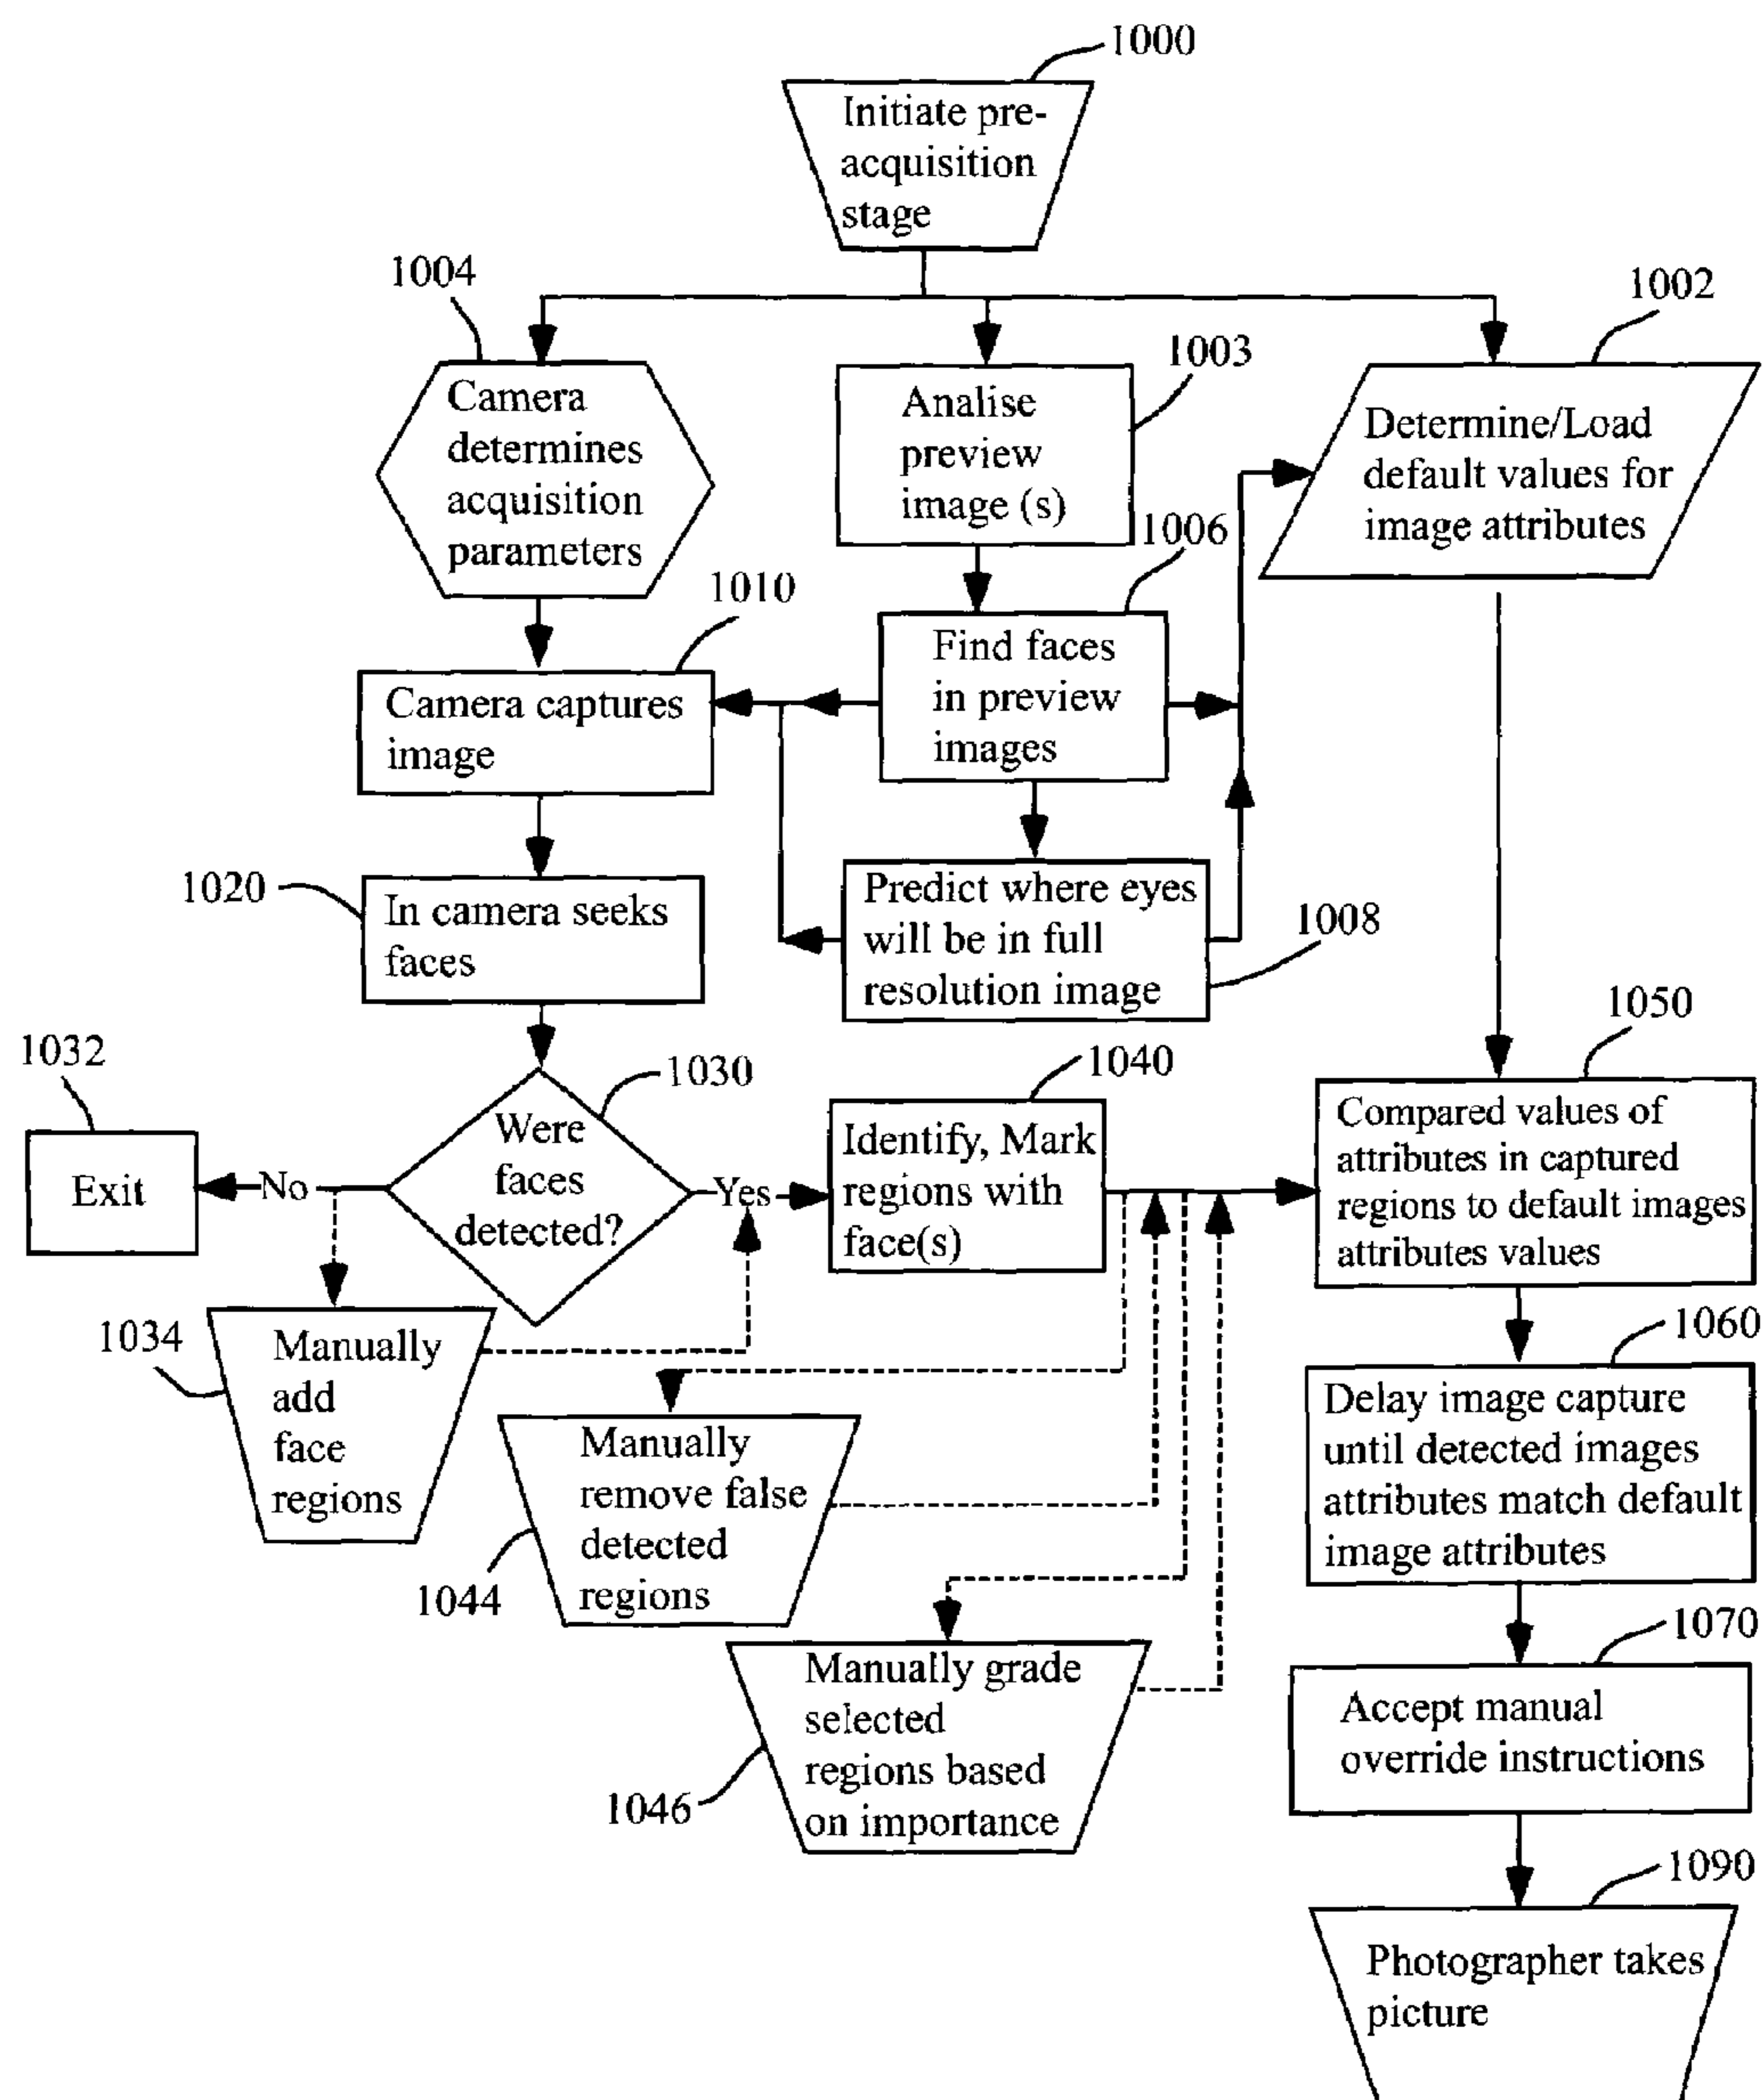 1000
Initiate pre-
acquisition
stage
1004
Camera
determines
acquisition
parameters
1003
Analise
preview
image (s)
1002
Determine/Load
default values for
image attributes
1006
Find faces
in preview
images
1010
Camera captures
image
1008
Predict where eyes
will be in full
resolution image
1020
In camera seeks
faces
1030
Were
faces
detected?
No
Yes
1032
Exit
1034
Manually
add
face
regions
1040
Identify, Mark
regions with
face(s)
1044
Manually
remove false
detected
regions
1046
Manually grade
selected
regions based
on importance
1050
Compared values of
attributes in captured
regions to default images
attributes values
1060
Delay image capture
until detected images
attributes match default
image attributes
1070
Accept manual
override instructions
1090
Photographer takes
picture